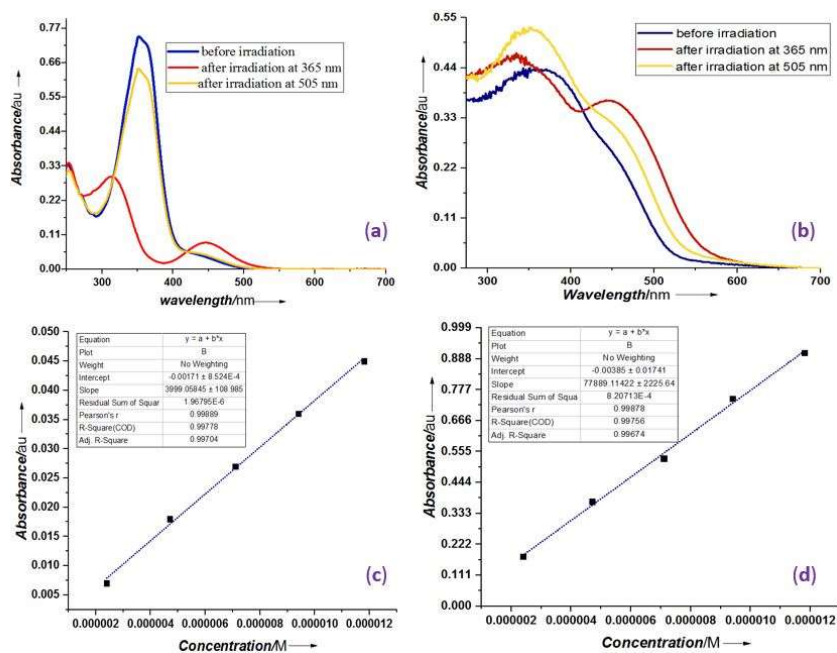 0.77
0.66
0.55
0.44
0.33
0.22
0.11
0.00
Absorbance/au
before irradiation
after irradiation at 365 nm
after irradiation at 505 nm
(a)
300
400
500
600
700
wavelength/nm
0.55
0.44
0.33
0.22
0.11
0.00
Absorbance/au
before irradiation
after irradiation at 365 nm
after irradiation at 505 nm
(b)
300
400
500
600
700
Wavelength/nm
0.050
0.045
0.040
0.035
0.030
0.025
0.020
0.015
0.010
0.005
Absorbance/au
Equation y = a + b*x
Plot B
Weight No Weighting
Intercept -0.00171 ± 8.524E-4
Slope 3999.05845 ± 108.985
Residual Sum of Squar 1.96795E-6
Pearson's r 0.99889
R-Square(COD) 0.99778
Adj. R-Square 0.99704
(c)
0.000002
0.000004
0.000006
0.000008
0.000010
0.000012
Concentration/M
0.999
0.888
0.777
0.666
0.555
0.444
0.333
0.222
0.111
0.000
Absorbance/au
Equation y = a + b*x
Plot B
Weight No Weighting
Intercept -0.00385 ± 0.01741
Slope 77889.11422 ± 2225.64
Residual Sum of Squa 8.20713E-4
Pearson's r 0.99878
R-Square(COD) 0.99756
Adj. R-Square 0.99674
(d)
0.000002
0.000004
0.000006
0.000008
0.000010
0.000012
Concentration/M